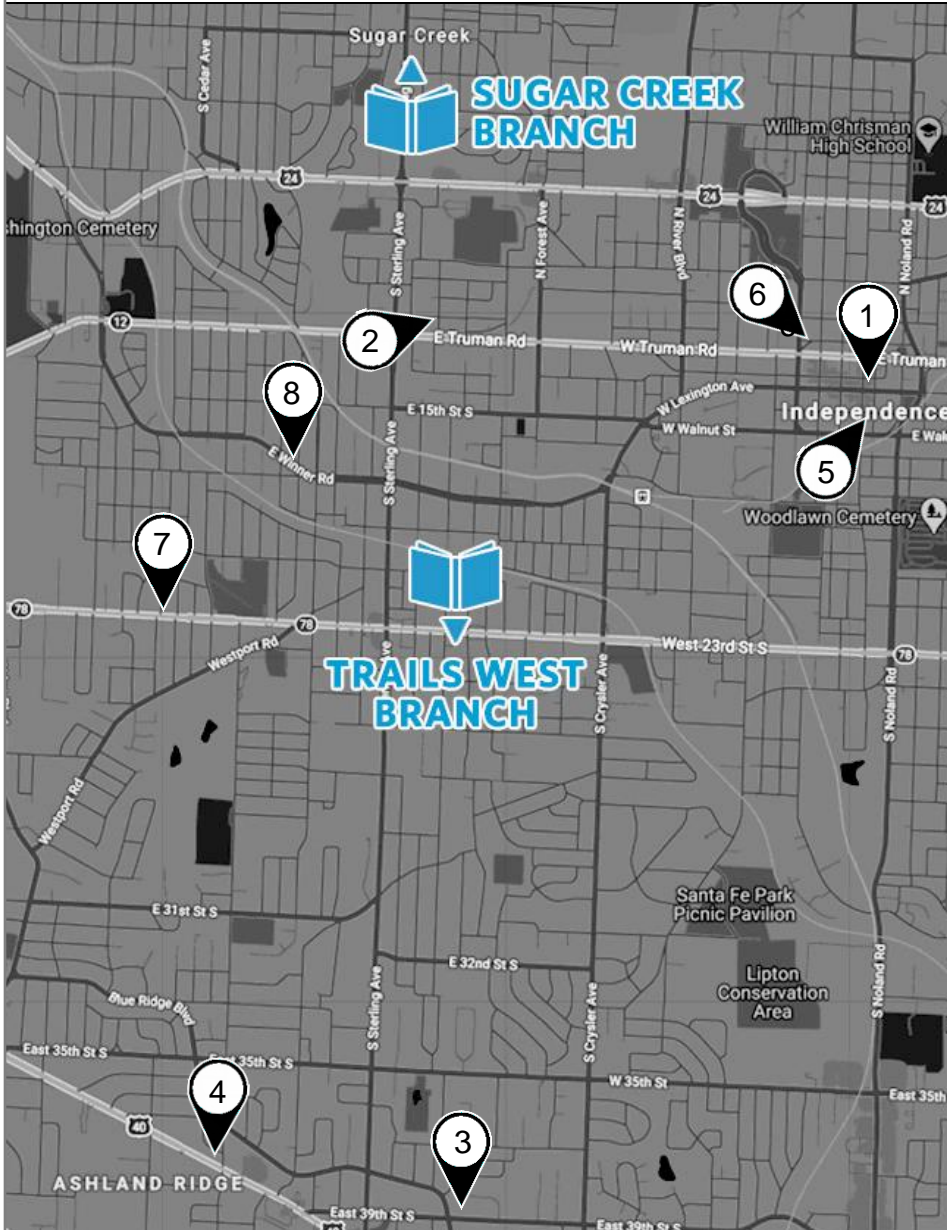 Sugar Creek
S Cedar Ave
SUGAR CREEK
BRANCH
William Chrisman
High School
24
24
24
hington Cemetery
S Sterling Ave
N Forest Ave
N River Blvd
N Noland Rd
6
1
12
2
E Truman Rd
W Truman Rd
E Truman
8
W Lexington Ave
E 15th St S
Independence
W Walnut St
E Wal
E Winner Rd
S Sterling Ave
5
Woodlawn Cemetery
7
78
78
West 23rd St S
78
Westport Rd
TRAILS WEST
BRANCH
S Crysler Ave
S Noland Rd
Westport Rd
Santa Fe Park
Picnic Pavilion
E 31st St S
E 32nd St S
Lipton
Conservation
Area
S Noland Rd
Blue Ridge Blvd
S Sterling Ave
S Crysler Ave
East 35th St S
East 35th St S
W 35th St
East 35th
4
40
3
ASHLAND RIDGE
East 39th St S
East 39th St S